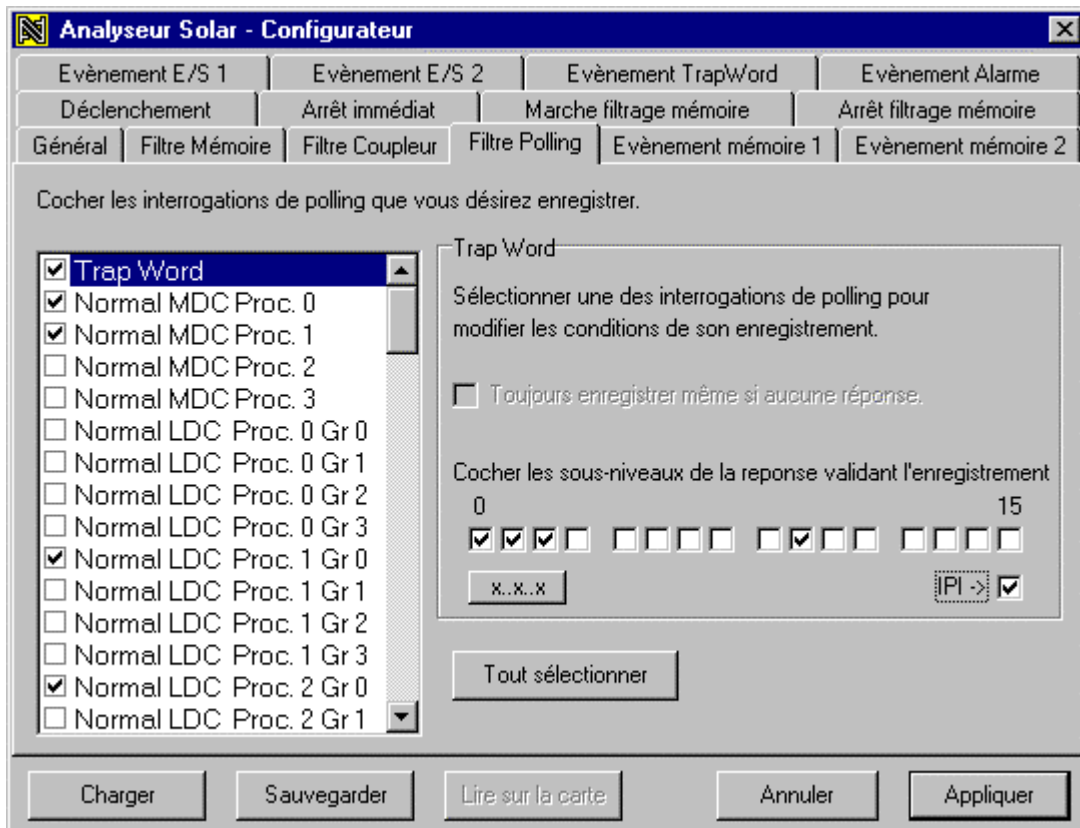 Analyseur Solar - Configurateur
Evènement E/S 1
Evènement E/S 2
Evènement TrapWord
Evènement Alarme
Déclenchement
Arrêt immédiat
Marche filtrage mémoire
Arrêt filtrage mémoire
Général
Filtre Mémoire
Filtre Coupleur
Filtre Polling
Evènement mémoire 1
Evènement mémoire 2
Cocher les interrogations de polling que vous désirez enregistrer.
Trap Word
Normal MDC Proc. 0
Normal MDC Proc. 1
Normal MDC Proc. 2
Normal MDC Proc. 3
Normal LDC Proc. 0 Gr 0
Normal LDC Proc. 0 Gr 1
Normal LDC Proc. 0 Gr 2
Normal LDC Proc. 0 Gr 3
Normal LDC Proc. 1 Gr 0
Normal LDC Proc. 1 Gr 1
Normal LDC Proc. 1 Gr 2
Normal LDC Proc. 1 Gr 3
Normal LDC Proc. 2 Gr 0
Normal LDC Proc. 2 Gr 1
Trap Word
Sélectionner une des interrogations de polling pour
modifier les conditions de son enregistrement.
Toujours enregistrer même si aucune réponse.
Cocher les sous-niveaux de la reponse validant l'enregistrement
0 15
x..x..x
IPI ->
Tout sélectionner
Charger
Sauvegarder
Lire sur la carte
Annuler
Appliquer